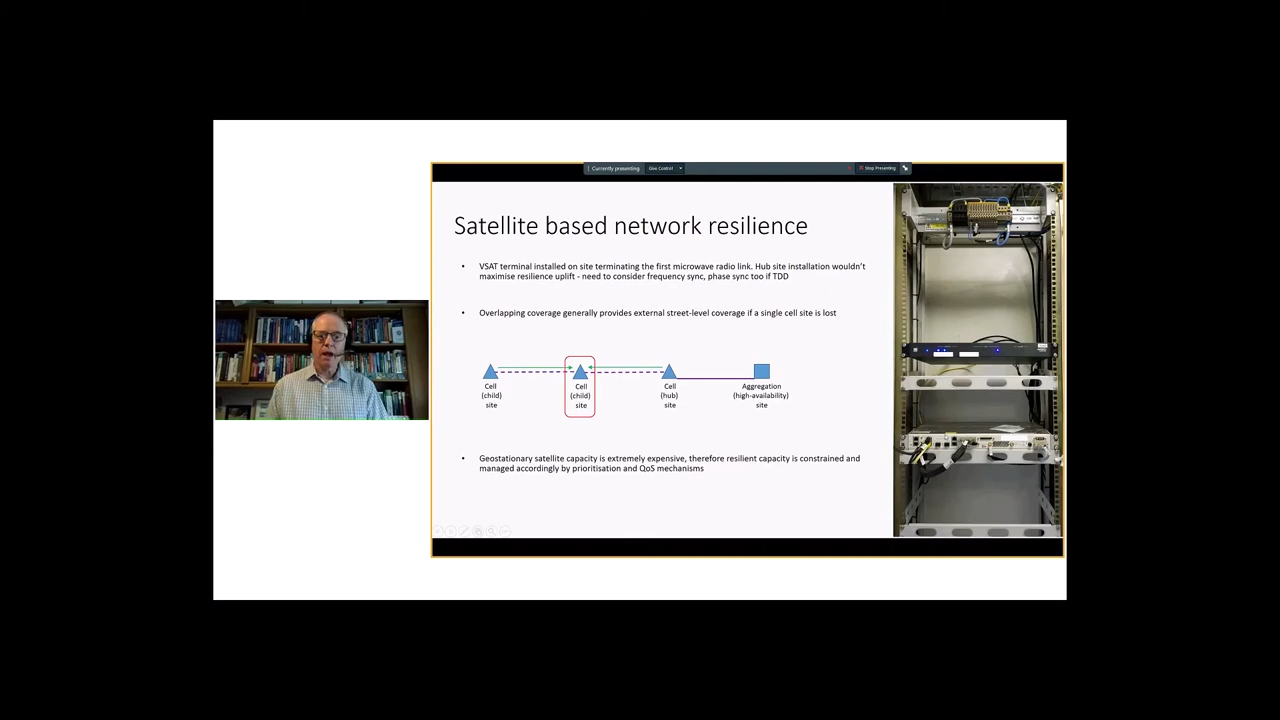 Currently presenting Give Control Stop Presenting
Satellite based network resilience
• VSAT terminal installed on site terminating the first microwave radio link. Hub site installation wouldn't
maximise resilience uplift - need to consider frequency sync, phase sync too if TDD
• Overlapping coverage generally provides external street-level coverage if a single cell site is lost
Cell
(child)
site
Cell
(child)
site
Cell
(hub)
site
Aggregation
(high-availability)
site
• Geostationary satellite capacity is extremely expensive, therefore resilient capacity is constrained and
managed accordingly by prioritisation and QoS mechanisms